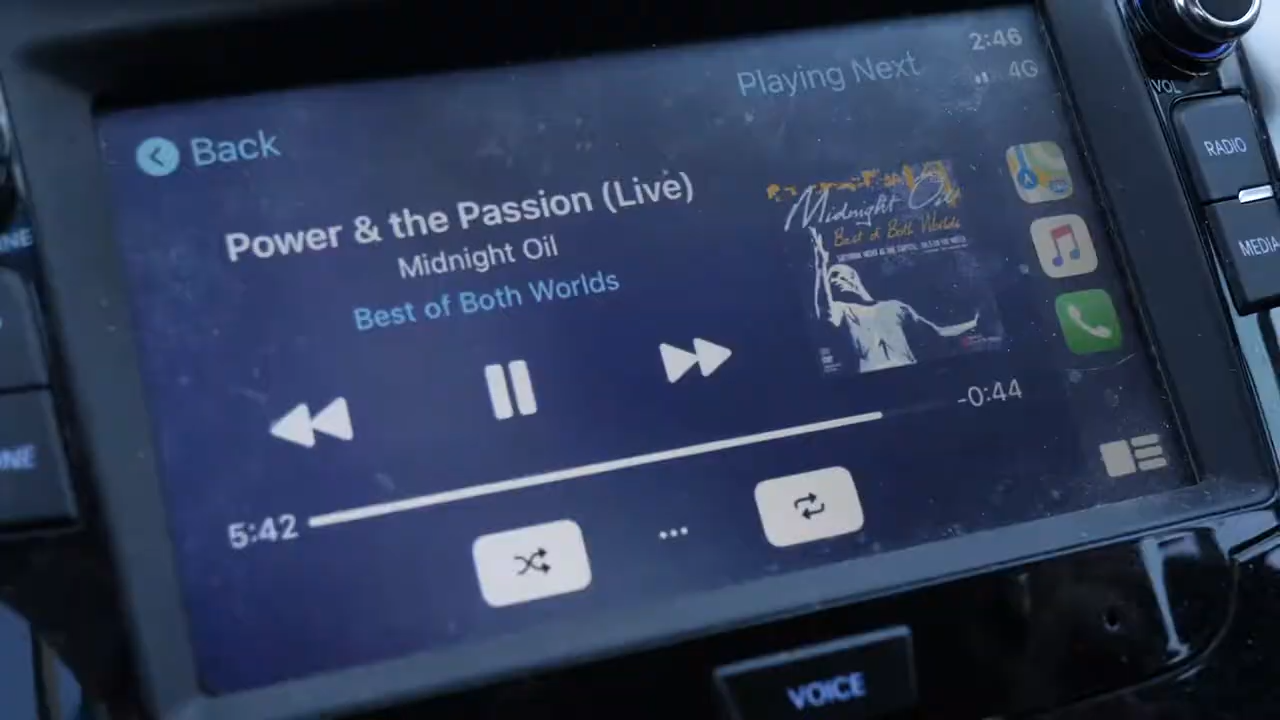 2:46
Playing Next
4G
Back
Power & the Passion (Live)
Midnight Oil
Best of Both Worlds
Midnight Oil
Best of Both Worlds
-0:44
5:42
VOL
RADIO
MEDIA
VOICE